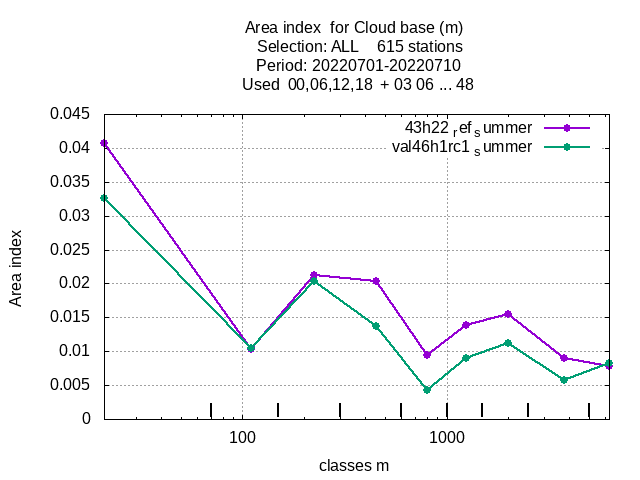 Area index  for Cloud base (m)
Selection: ALL    615 stations
Period: 20220701-20220710
Used  00,06,12,18  + 03 06 ... 48
43h22 ref summer
val46h1rc1 summer
0.045
0.04
0.035
0.03
0.025
0.02
0.015
0.01
0.005
0
Area index
100 1000
classes m